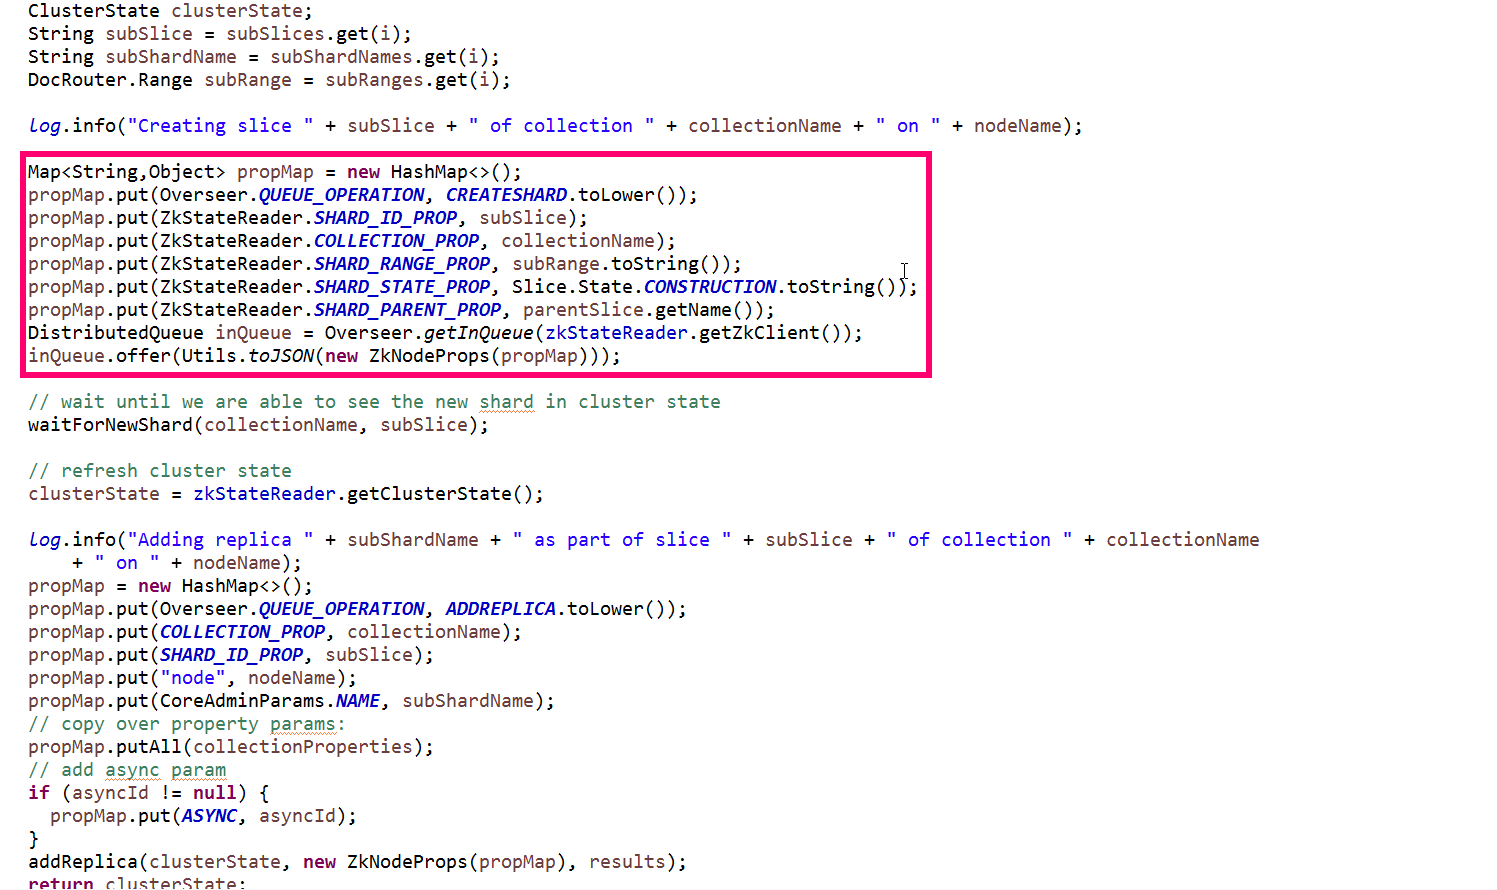 ClusterState clusterState;
String subSlice = subSlices.get(i);
String subShardName = subShardNames.get(i);
DocRouter.Range subRange = subRanges.get(i);
log.info("Creating slice " + subSlice + " of collection " + collectionName + " on " + nodeName);
Map<String,Object> propMap = new HashMap<>();
propMap.put(Overseer.QUEUE_OPERATION, CREATESHARD.toLower());
propMap.put(ZkStateReader.SHARD_ID_PROP, subSlice);
propMap.put(ZkStateReader.COLLECTION_PROP, collectionName);
propMap.put(ZkStateReader.SHARD_RANGE_PROP, subRange.toString());
propMap.put(ZkStateReader.SHARD_STATE_PROP, Slice.State.CONSTRUCTION.toString());
propMap.put(ZkStateReader.SHARD_PARENT_PROP, parentSlice.getName());
DistributedQueue inQueue = Overseer.getInQueue(zkStateReader.getZkClient());
inQueue.offer(Utils.toJSON(new ZkNodeProps(propMap)));
// wait until we are able to see the new shard in cluster state
waitForNewShard(collectionName, subSlice);
// refresh cluster state
clusterState = zkStateReader.getClusterState();
log.info("Adding replica " + subShardName + " as part of slice " + subSlice + " of collection " + collectionName
+ " on " + nodeName);
propMap = new HashMap<>();
propMap.put(Overseer.QUEUE_OPERATION, ADDREPLICA.toLower());
propMap.put(COLLECTION_PROP, collectionName);
propMap.put(SHARD_ID_PROP, subSlice);
propMap.put("node", nodeName);
propMap.put(CoreAdminParams.NAME, subShardName);
// copy over property params:
propMap.putAll(collectionProperties);
// add async param
if (asyncId != null) {
propMap.put(ASYNC, asyncId);
}
addReplica(clusterState, new ZkNodeProps(propMap), results);
return clusterState;